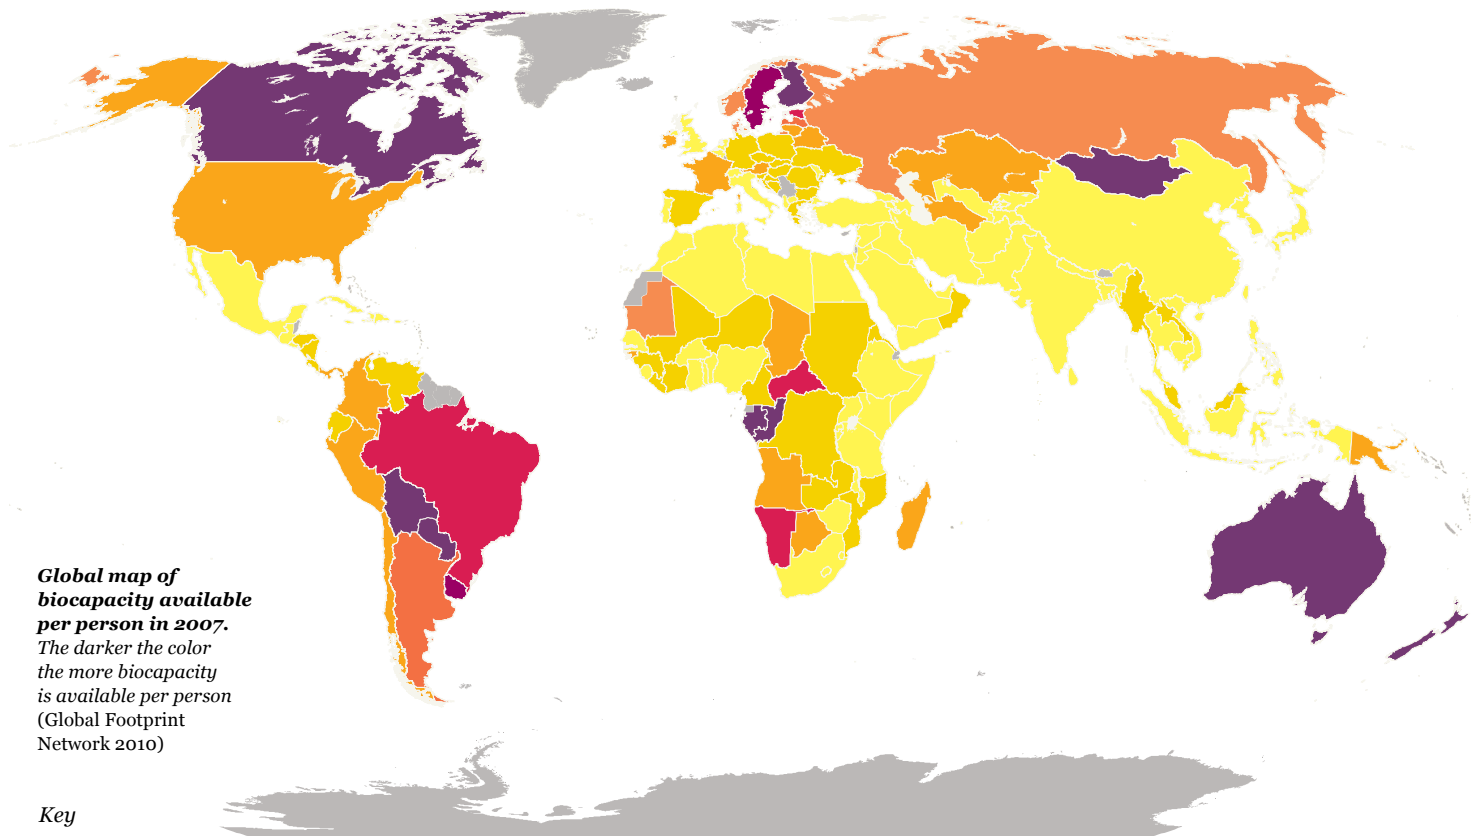 Global map of
biocapacity available
per person in 2007.
The darker the color
the more biocapacity
is available per person
(Global Footprint
Network 2010)
Key